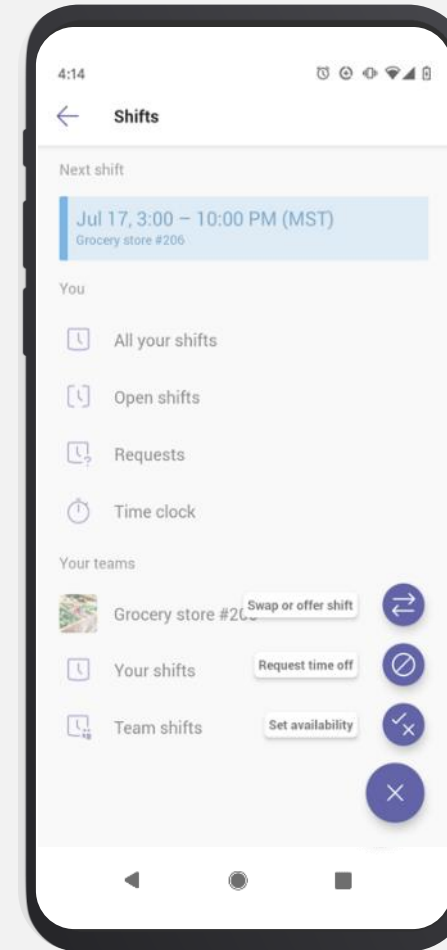 4:14
Shifts
Next shift
Jul 17, 3:00 – 10:00 PM (MST)
Grocery store #206
You
All your shifts
Open shifts
Requests
Time clock
Your teams
Grocery store #206
Swap or offer shift
Your shifts
Request time off
Team shifts
Set availability